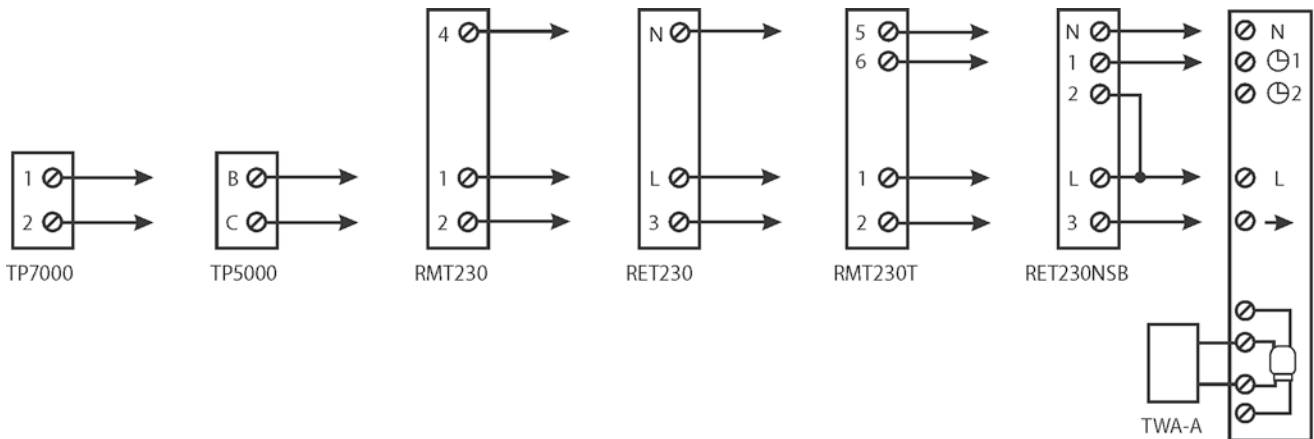 4
N
5
N
N
6
1
1
2
2
1
B
1
L
1
L
L
2
C
2
3
2
3
TP7000
TP5000
RMT230
RET230
RMT230T
RET230NSB
TWA-A